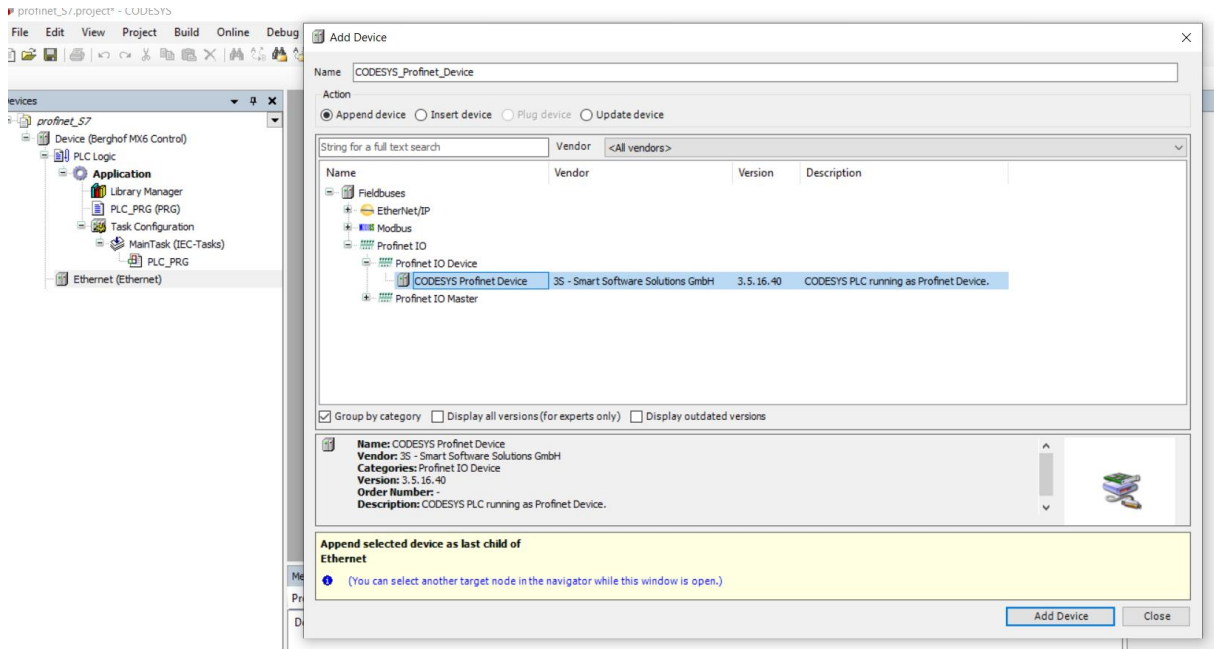 profinet_S7.project* - CODESYS
File Edit View Project Build Online Debug
Devices
profinet_S7
Device (Berghof MX6 Control)
PLC Logic
Application
Library Manager
PLC_PRG (PRG)
Task Configuration
MainTask (IEC-Tasks)
PLC_PRG
Ethernet (Ethernet)
Add Device
Name CODESYS_Profinet_Device
Action
Append device Insert device Plug device Update device
String for a full text search Vendor <All vendors>
Name Vendor Version Description
Fieldbuses
EtherNet/IP
Modbus
Profinet IO
Profinet IO Device
CODESYS Profinet Device 3S - Smart Software Solutions GmbH 3.5.16.40 CODESYS PLC running as Profinet Device.
Profinet IO Master
Group by category Display all versions (for experts only) Display outdated versions
Name: CODESYS Profinet Device
Vendor: 3S - Smart Software Solutions GmbH
Categories: Profinet IO Device
Version: 3.5.16.40
Order Number: -
Description: CODESYS PLC running as Profinet Device.
Append selected device as last child of
Ethernet
(You can select another target node in the navigator while this window is open.)
Add Device Close